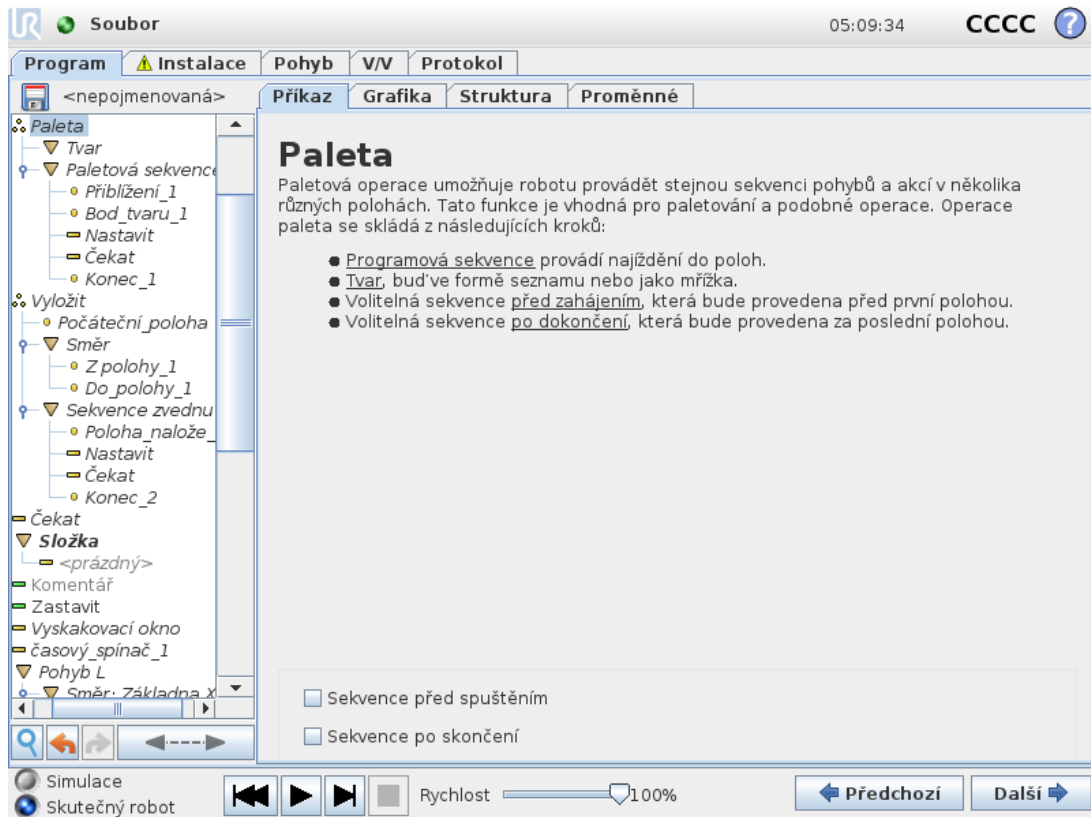 UR Soubor 05:09:34 CCCC ?
Program Instalace Pohyb V/V Protokol
<nepojmenovaná> Příkaz Grafika Struktura Proměnné
Paleta
Tvar
Paletová sekvence
Přiblížení_1
Bod_tvaru_1
Nastavit
Čekat
Konec_1
Vyložit
Počáteční_poloha
Směr
Z polohy_1
Do_polohy_1
Sekvence zvednu
Poloha_nalože_
Nastavit
Čekat
Konec_2
Čekat
Složka
<prázdný>
Komentář
Zastavit
Vyskakovací okno
časový_spínač_1
Pohyb L
Směr: Základna X
Paleta
Paletová operace umožňuje robotu provádět stejnou sekvenci pohybů a akcí v několika
různých polohách. Tato funkce je vhodná pro paletování a podobné operace. Operace
paleta se skládá z následujících kroků:
Programová sekvence provádí najíždění do poloh.
Tvar, buď've formě seznamu nebo jako mřížka.
Volitelná sekvence před zahájením, která bude provedena před první polohou.
Volitelná sekvence po dokončení, která bude provedena za poslední polohou.
Sekvence před spuštěním
Sekvence po skončení
Simulace
Skutečný robot
Rychlost 100%
Předchozí Další